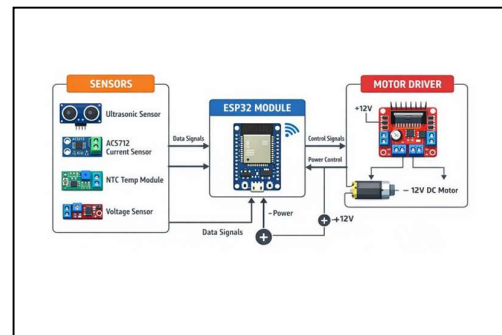 SENSORS
Ultrasonic Sensor
ACS712
Current Sensor
NTC Temp Module
Voltage Sensor
Data Signals
Data Signals
ESP32 MODULE
– Power
Control Signals
Power Control
+12V
MOTOR DRIVER
+12V
– 12V DC Motor